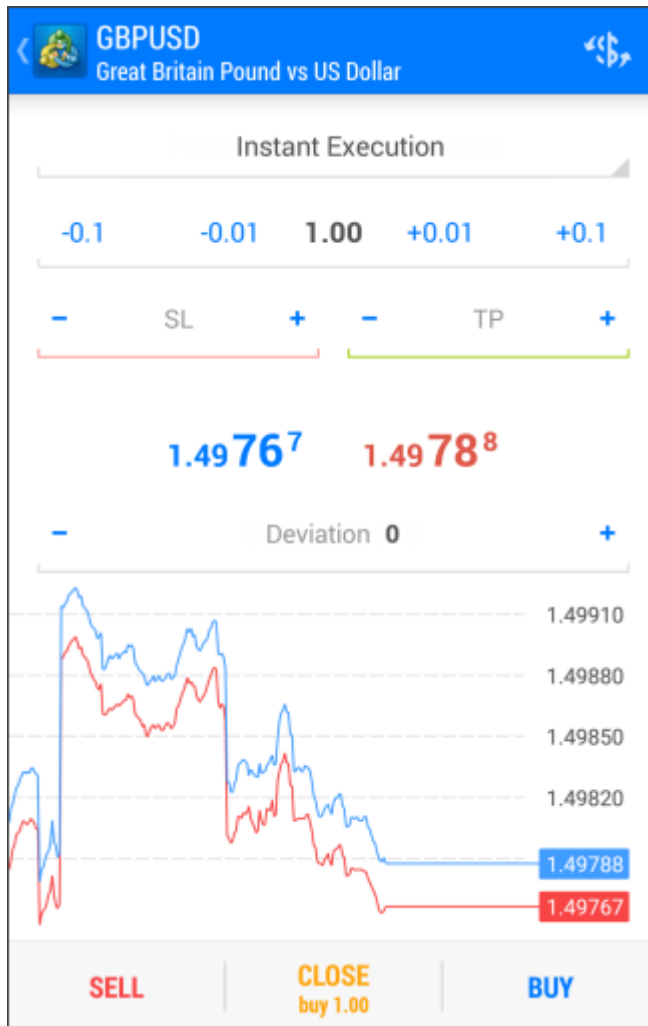 GBPUSD
Great Britain Pound vs US Dollar
Instant Execution
-0.1 -0.01 1.00 +0.01 +0.1
− SL + − TP +
1.49767 1.49788
− Deviation 0 +
1.49910
1.49880
1.49850
1.49820
1.49788
1.49767
SELL CLOSE BUY
buy 1.00